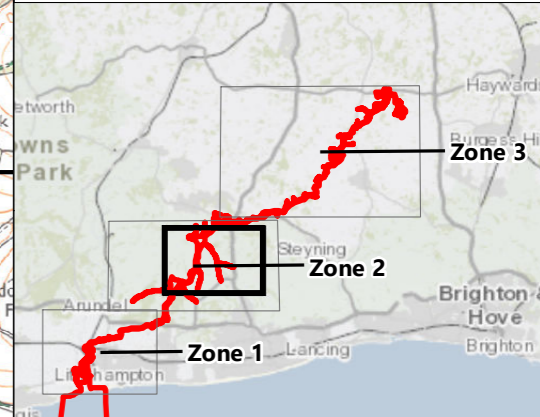 Haywards
etworth
Burgess Hi
owns
Park
Zone 3
Steyning
Zone 2
Arundel
Brighton &
Hove
Brighton
Lancing
Zone 1
Littlehampton
gis